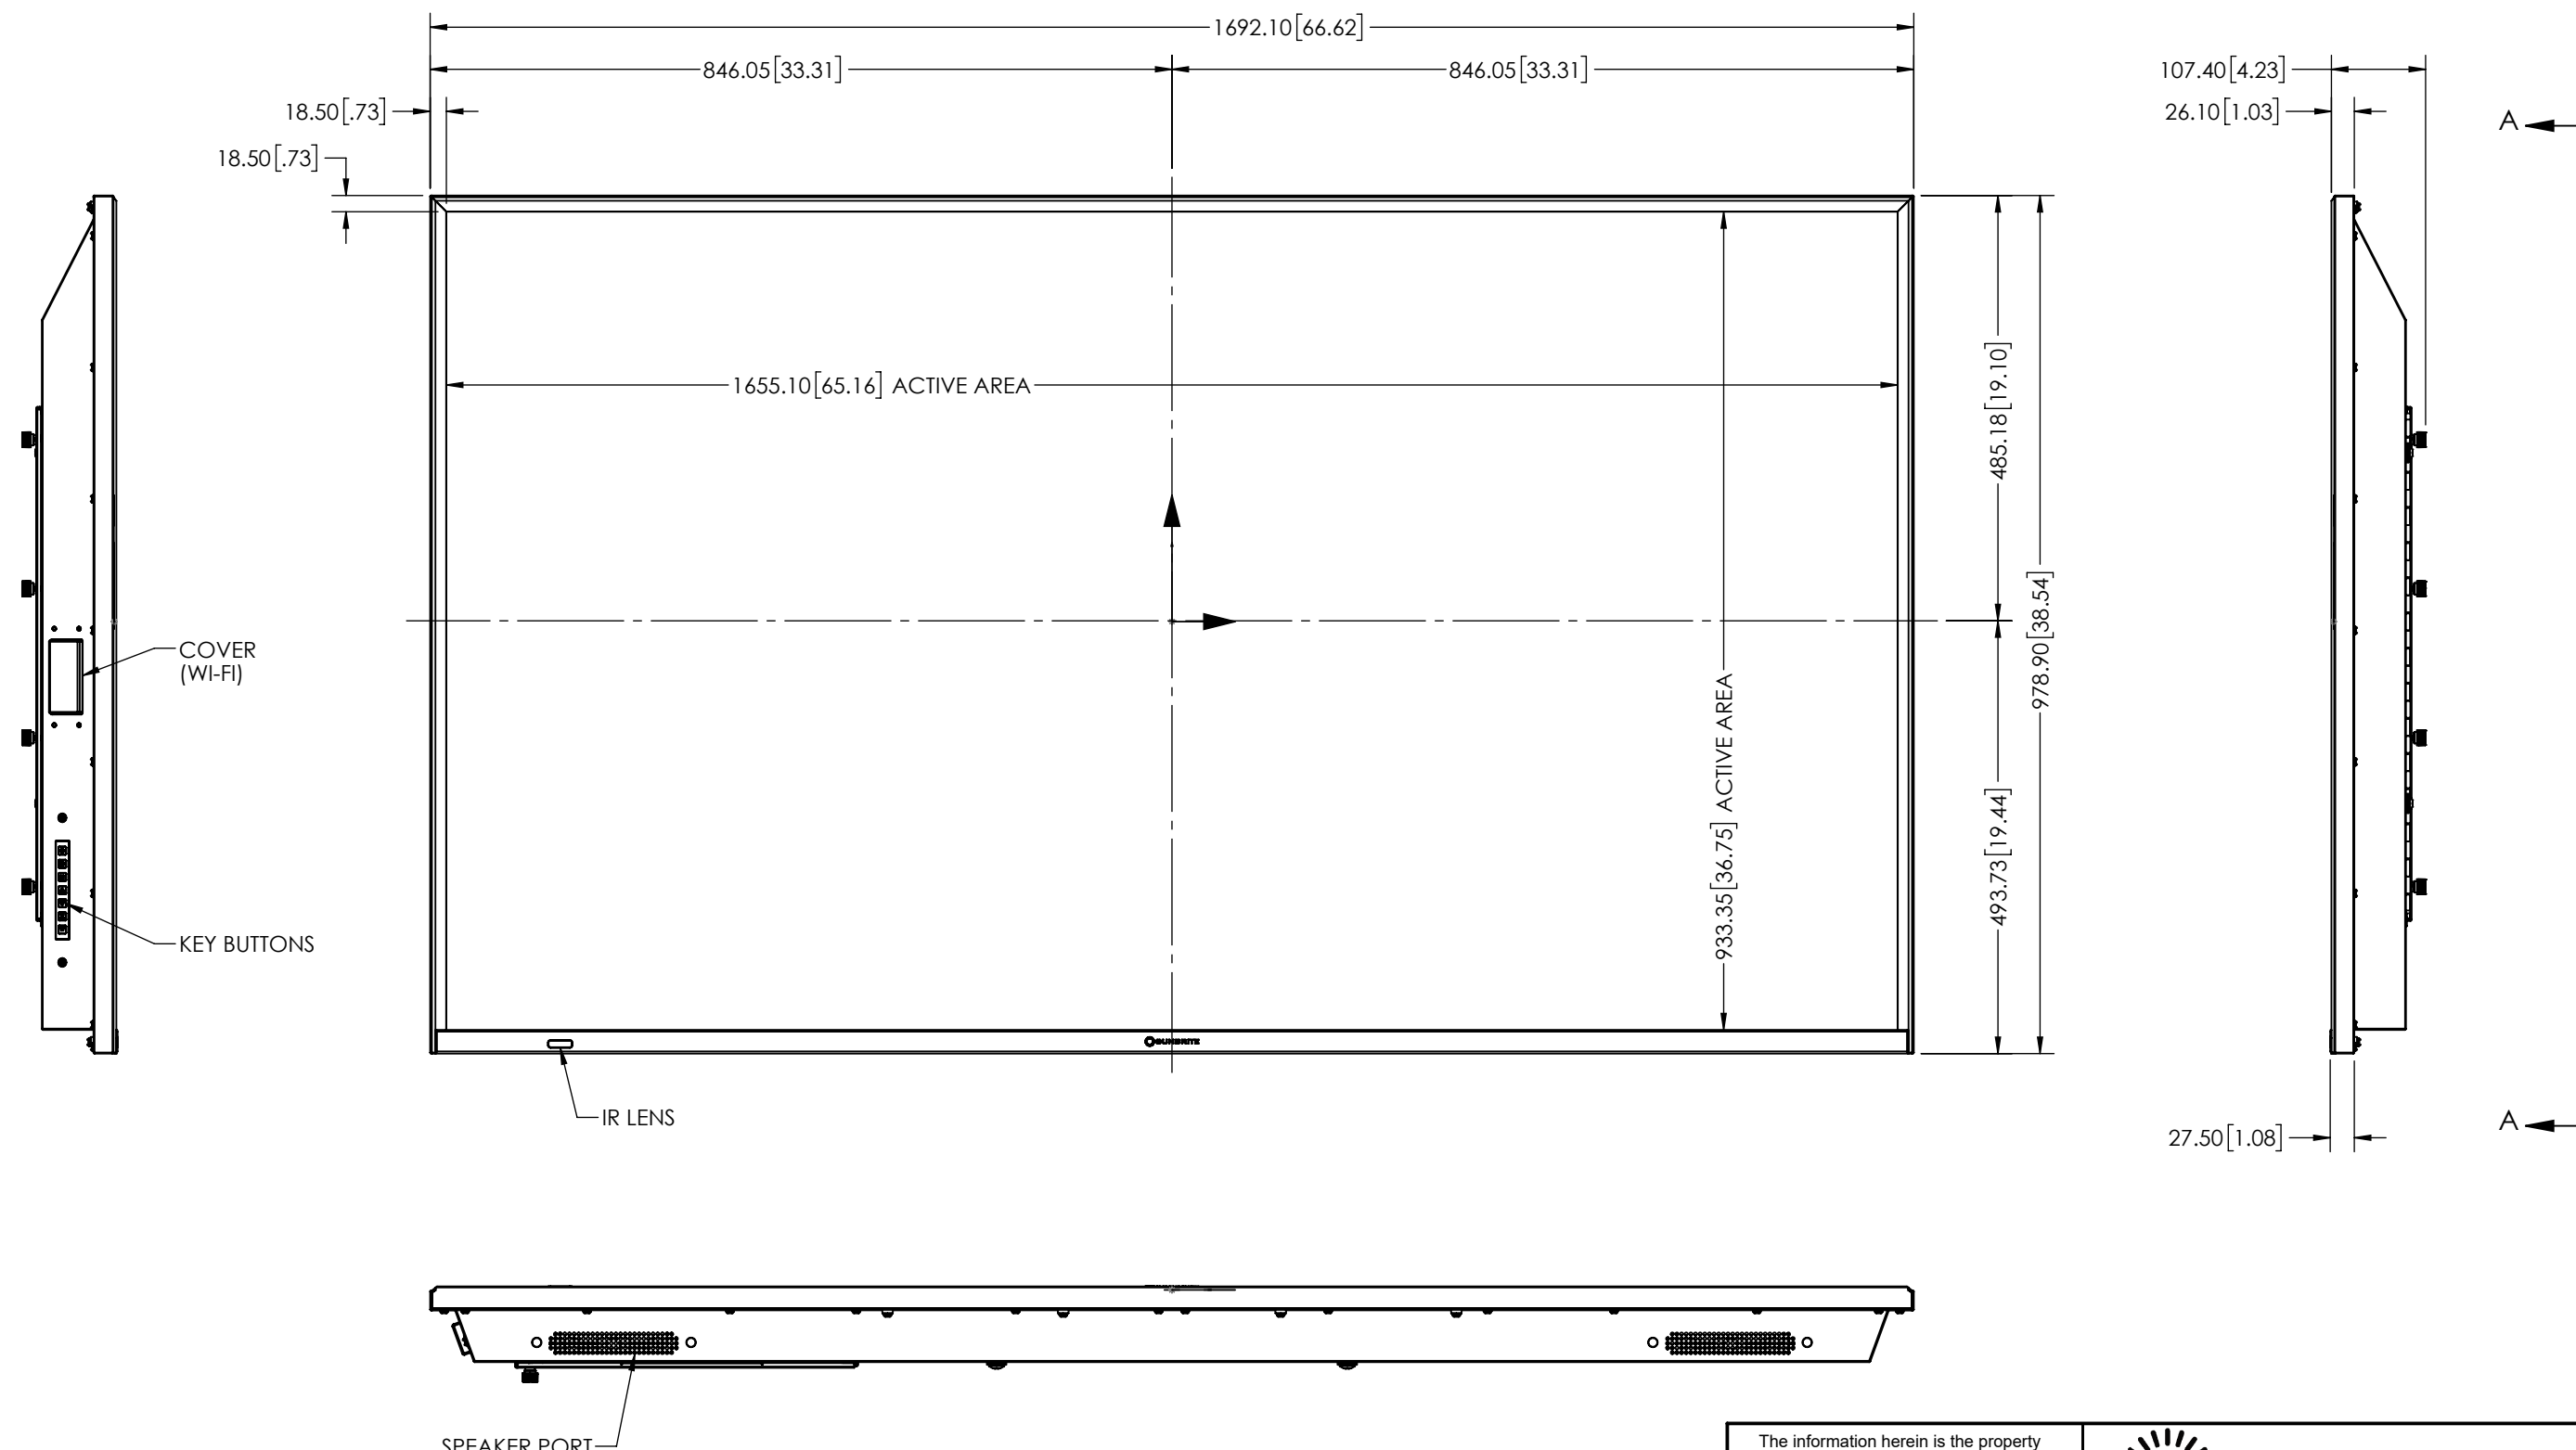 1692.10[66.62]
846.05[33.31]
846.05[33.31]
107.40[4.23]
18.50[.73]
26.10[1.03]
A
18.50[.73]
485.18[19.10]
1655.10[65.16] ACTIVE AREA
978.90[38.54]
COVER
(WI-FI)
933.35[36.75] ACTIVE AREA
493.73[19.44]
KEY BUTTONS
SUNBRITE
IR LENS
A
27.50[1.08]
SPEAKER PORT
The information herein is the property